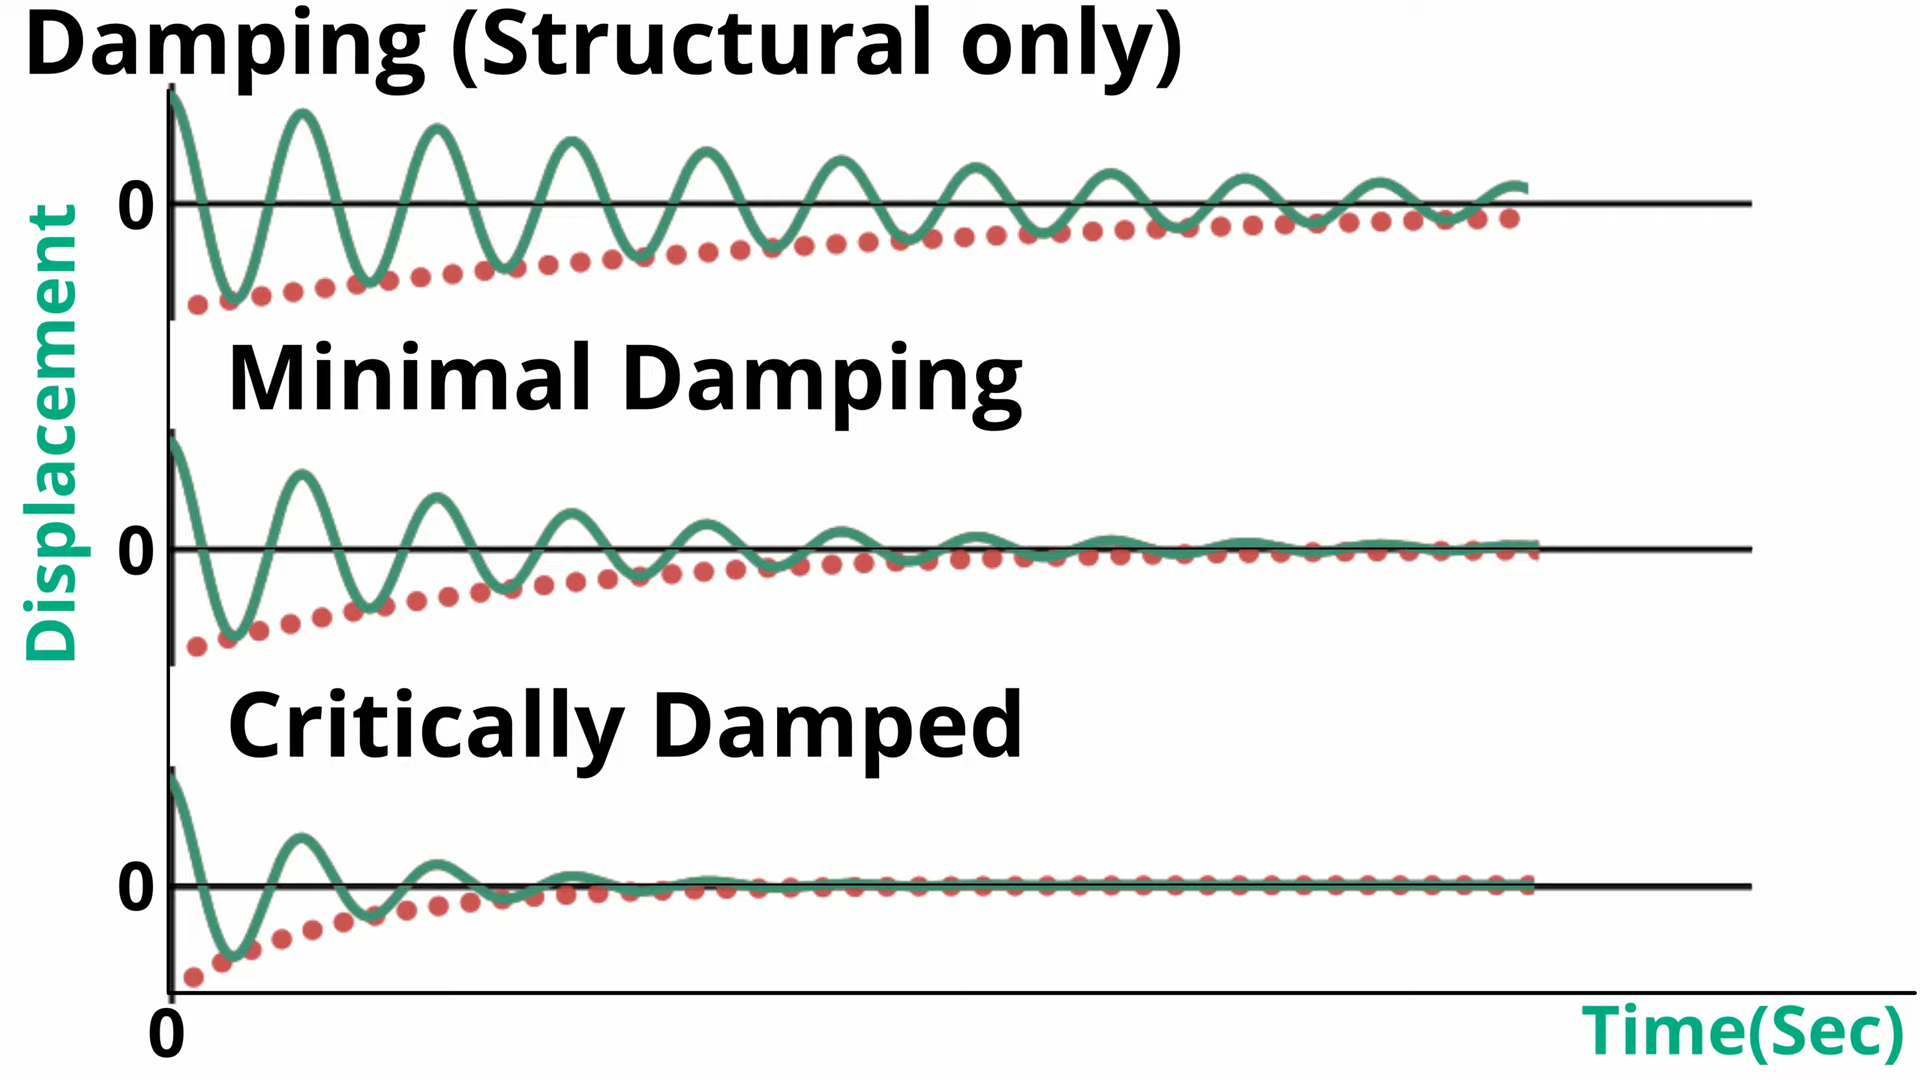 Damping (Structural only)
0
Displacement
Minimal Damping
0
Critically Damped
0
0
Time(Sec)